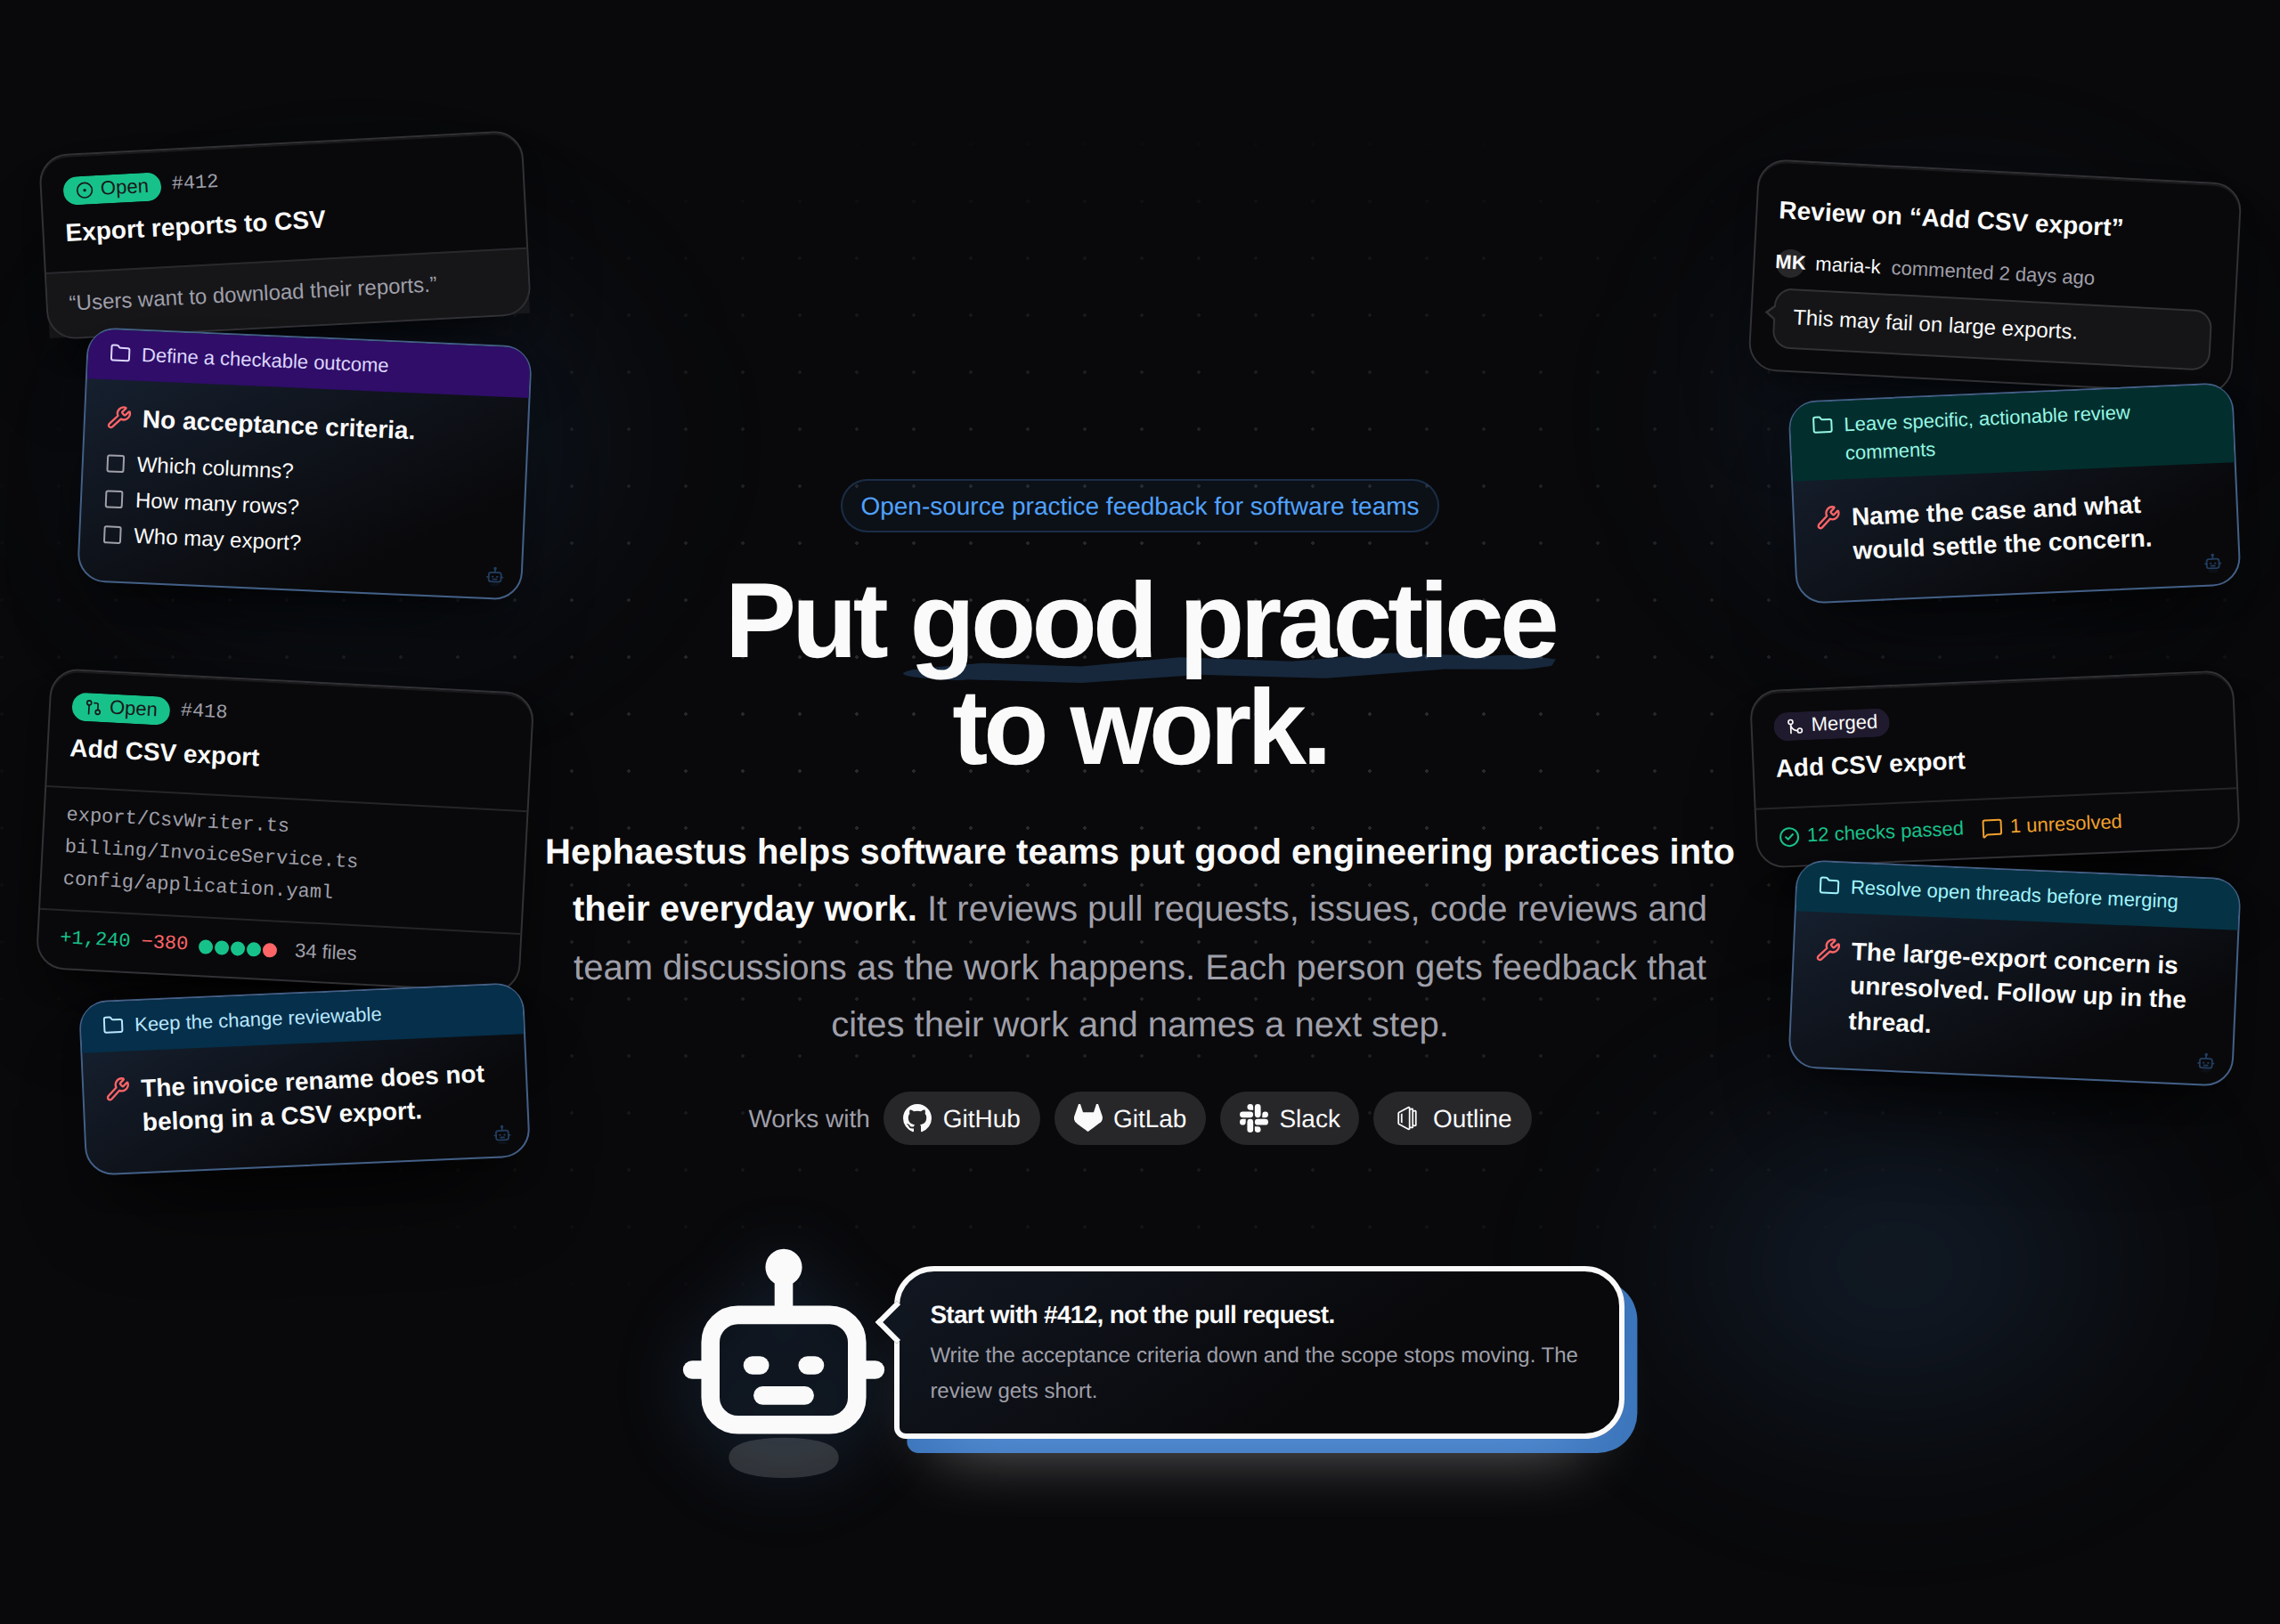 Open #412
Export reports to CSV
“Users want to download their reports.”
Define a checkable outcome
No acceptance criteria.
Which columns?
How many rows?
Who may export?
Open #418
Add CSV export
export/CsvWriter.ts
billing/InvoiceService.ts
config/application.yaml
+1,240 −380 34 files
Keep the change reviewable
The invoice rename does not
belong in a CSV export.
Open-source practice feedback for software teams
Put good practice
to work.
Hephaestus helps software teams put good engineering practices into
their everyday work. It reviews pull requests, issues, code reviews and
team discussions as the work happens. Each person gets feedback that
cites their work and names a next step.
Works with GitHub GitLab Slack Outline
Start with #412, not the pull request.
Write the acceptance criteria down and the scope stops moving. The
review gets short.
Review on “Add CSV export”
MK maria-k commented 2 days ago
This may fail on large exports.
Leave specific, actionable review
comments
Name the case and what
would settle the concern.
Merged
Add CSV export
12 checks passed 1 unresolved
Resolve open threads before merging
The large-export concern is
unresolved. Follow up in the
thread.